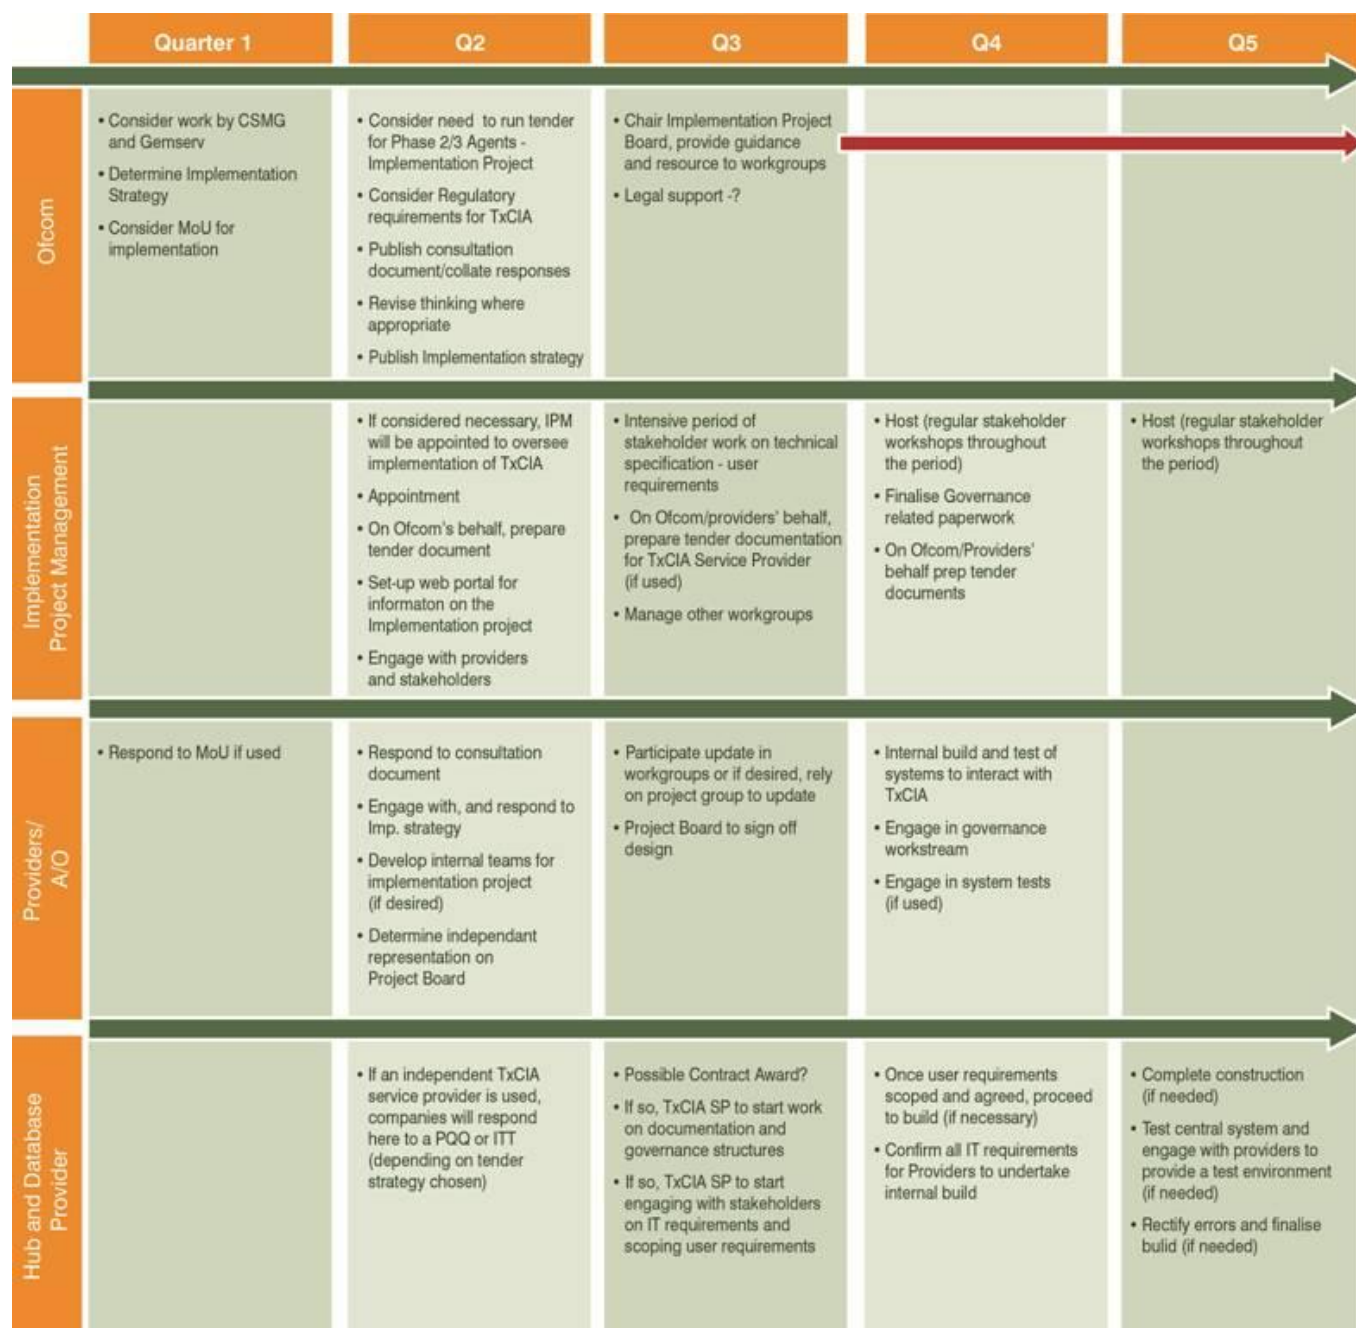 Quarter 1
Q2
Q3
Q4
Q5
Ofcom
• Consider work by CSMG
and Gemserv
• Determine Implementation
Strategy
• Consider MoU for
implementation
• Consider need to run tender
for Phase 2/3 Agents -
Implementation Project
• Consider Regulatory
requirements for TxCIA
• Publish consultation
document/collate responses
• Revise thinking where
appropriate
• Publish Implementation strategy
• Chair Implementation Project
Board, provide guidance
and resource to workgroups
• Legal support -?
Implementation
Project Management
• If considered necessary, IPM
will be appointed to oversee
implementation of TxCIA
• Appointment
• On Ofcom's behalf, prepare
tender document
• Set-up web portal for
informaton on the
Implementation project
• Engage with providers
and stakeholders
• Intensive period of
stakeholder work on technical
specification - user
requirements
• On Ofcom/providers' behalf,
prepare tender documentation
for TxCIA Service Provider
(if used)
• Manage other workgroups
• Host (regular stakeholder
workshops throughout
the period)
• Finalise Governance
related paperwork
• On Ofcom/Providers'
behalf prep tender
documents
• Host (regular stakeholder
workshops throughout
the period)
Providers/
A/O
• Respond to MoU if used
• Respond to consultation
document
• Engage with, and respond to
Imp. strategy
• Develop internal teams for
implementation project
(if desired)
• Determine independant
representation on
Project Board
• Participate update in
workgroups or if desired, rely
on project group to update
• Project Board to sign off
design
• Internal build and test of
systems to interact with
TxCIA
• Engage in governance
workstream
• Engage in system tests
(if used)
Hub and Database
Provider
• If an independent TxCIA
service provider is used,
companies will respond
here to a PQQ or ITT
(depending on tender
strategy chosen)
• Possible Contract Award?
• If so, TxCIA SP to start work
on documentation and
governance structures
• If so, TxCIA SP to start
engaging with stakeholders
on IT requirements and
scoping user requirements
• Once user requirements
scoped and agreed, proceed
to build (if necessary)
• Confirm all IT requirements
for Providers to undertake
internal build
• Complete construction
(if needed)
• Test central system and
engage with providers to
provide a test environment
(if needed)
• Rectify errors and finalise
bulid (if needed)